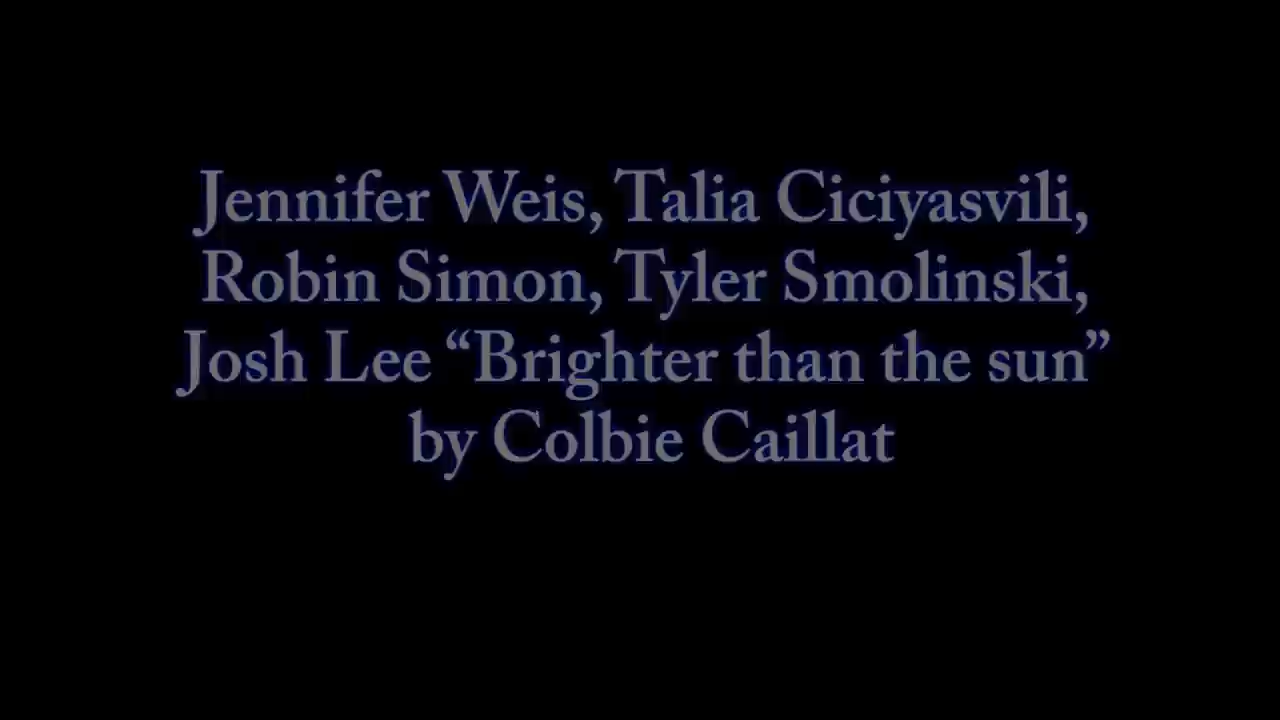 Jennifer Weis, Talia Ciciyasvili,
Robin Simon, Tyler Smolinski,
Josh Lee “Brighter than the sun”
by Colbie Caillat